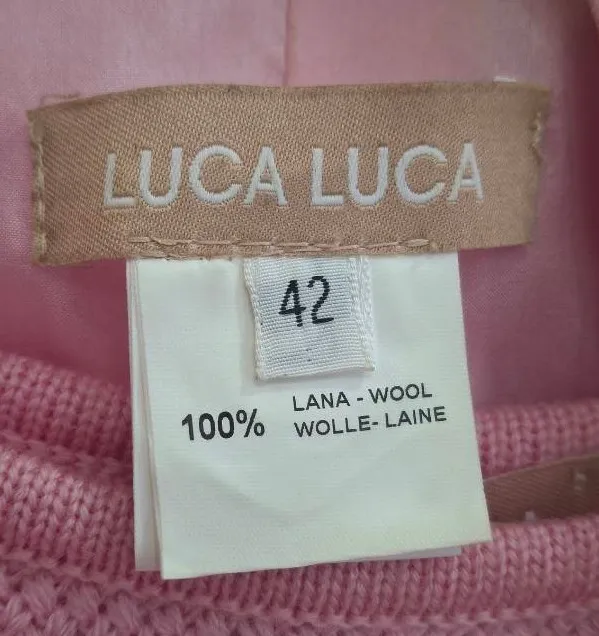 LUCA LUCA
42
100% LANA - WOOL
WOLLE- LAINE